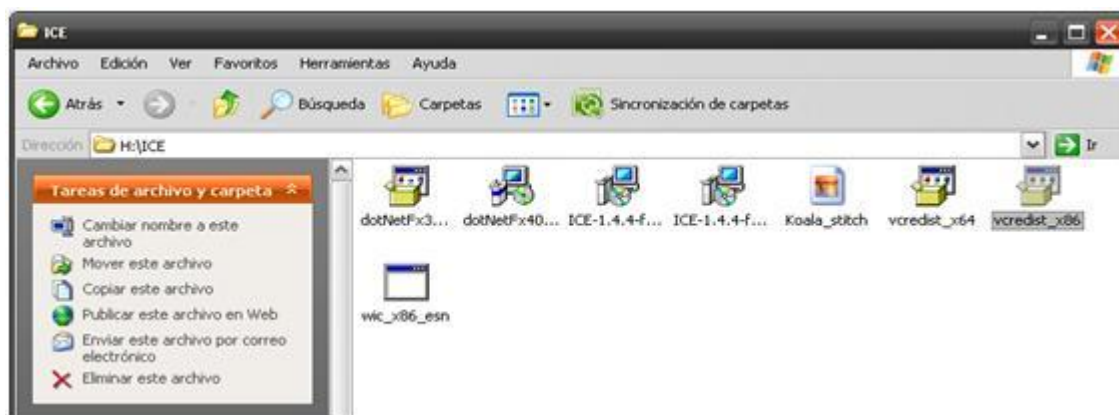 ICE
Archivo Edición Ver Favoritos Herramientas Ayuda
Atrás Búsqueda Carpetas Sincronización de carpetas
Dirección H:\ICE Ir
Tareas de archivo y carpeta
Cambiar nombre a este
archivo
Mover este archivo
Copiar este archivo
Publicar este archivo en Web
Enviar este archivo por correo
electrónico
Eliminar este archivo
dotNetFx3... dotNetFx40... ICE-1.4.4-f... ICE-1.4.4-f... Koala_stitch vcredist_x64 vcredist_x86
wic_x86_esn